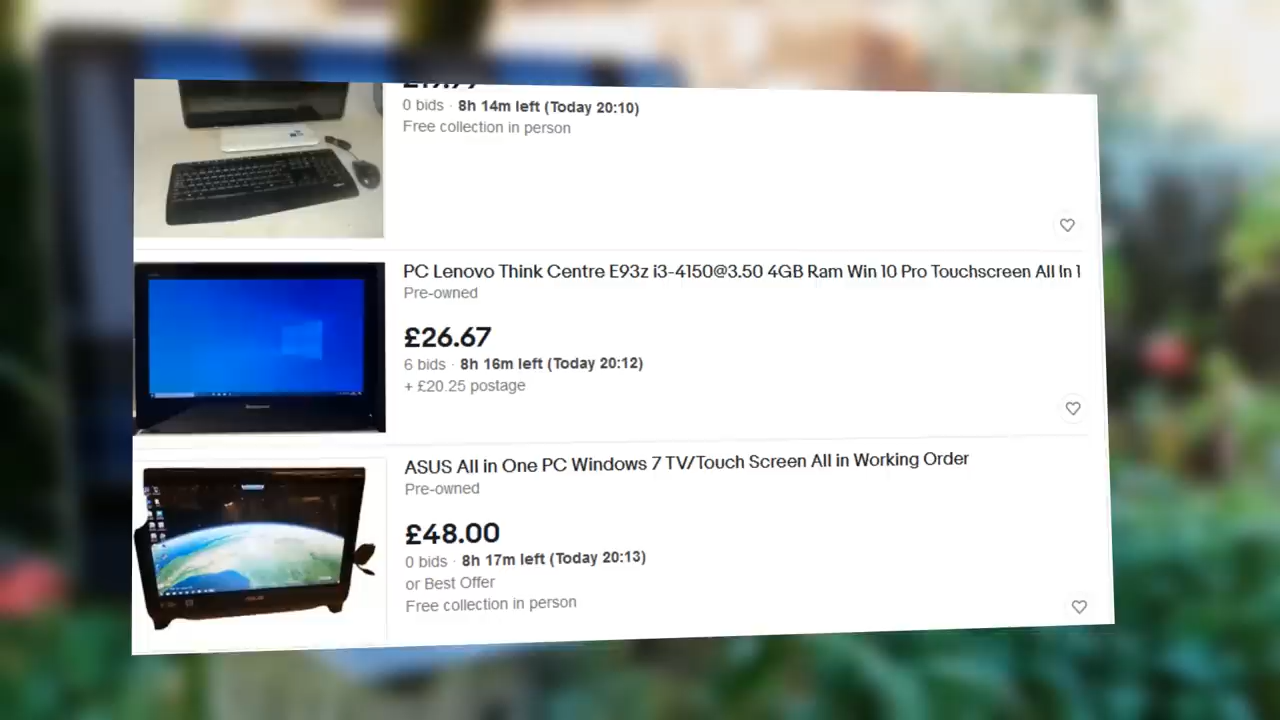 0 bids · 8h 14m left (Today 20:10)
Free collection in person
PC Lenovo Think Centre E93z i3-4150@3.50 4GB Ram Win 10 Pro Touchscreen All In 1
Pre-owned
£26.67
6 bids · 8h 16m left (Today 20:12)
+ £20.25 postage
ASUS All in One PC Windows 7 TV/Touch Screen All in Working Order
Pre-owned
£48.00
0 bids · 8h 17m left (Today 20:13)
or Best Offer
Free collection in person